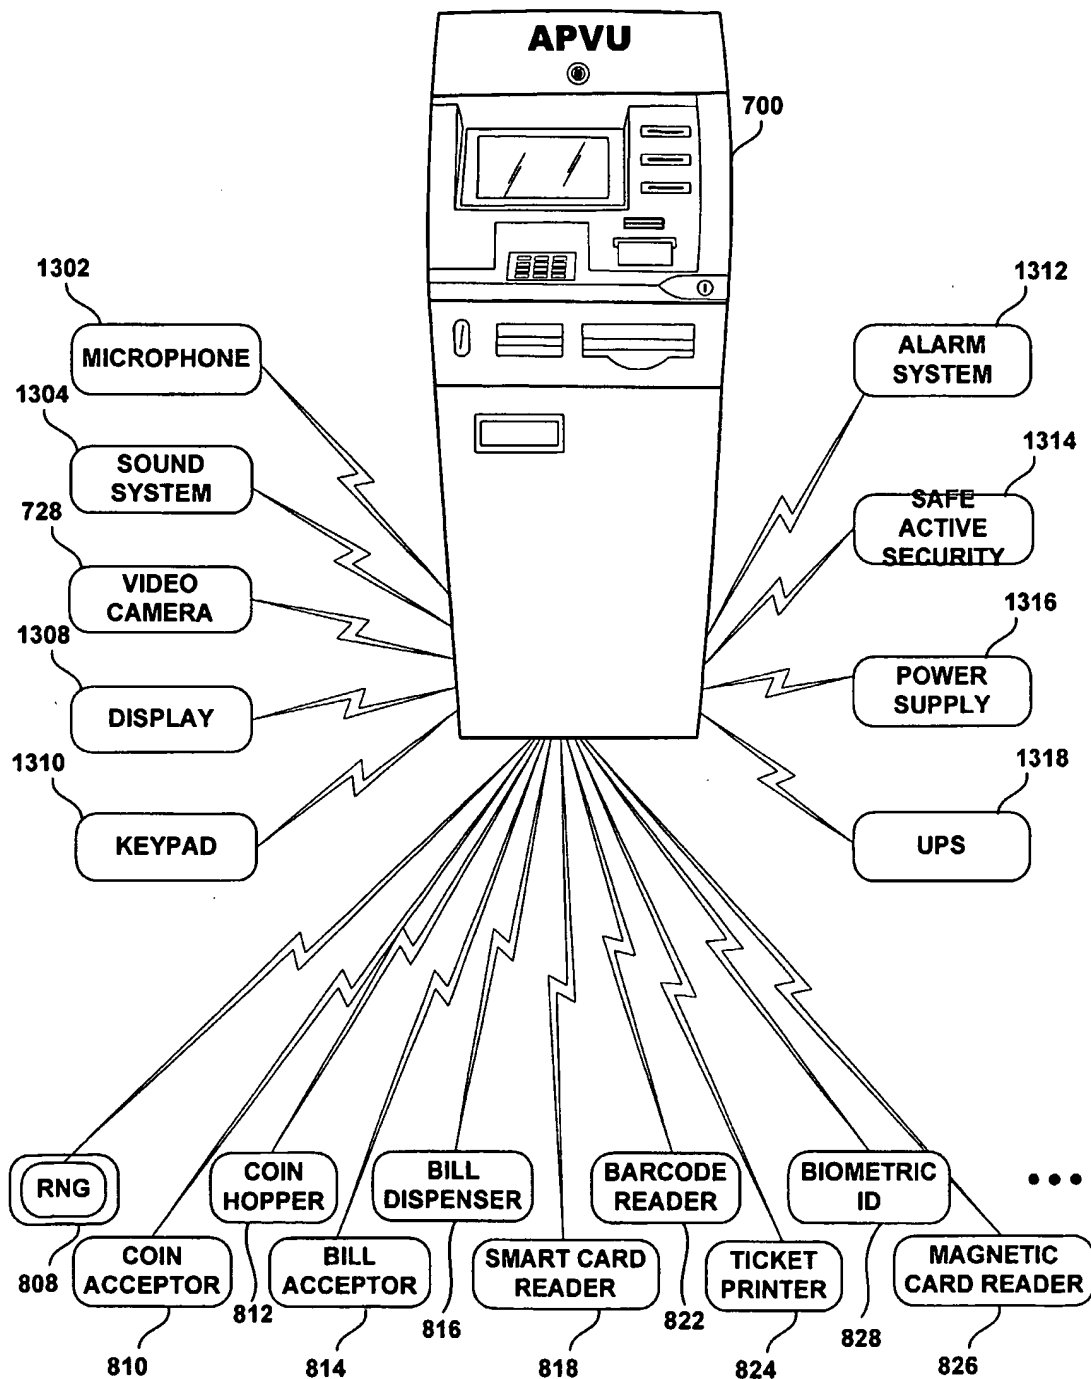 APVU
700
1302
MICROPHONE
1304
SOUND
SYSTEM
728
VIDEO
CAMERA
1308
DISPLAY
1310
KEYPAD
1312
ALARM
SYSTEM
1314
SAFE
ACTIVE
SECURITY
1316
POWER
SUPPLY
1318
UPS
RNG
808
COIN
ACCEPTOR
810
COIN
HOPPER
812
BILL
ACCEPTOR
814
BILL
DISPENSER
816
SMART CARD
READER
818
BARCODE
READER
822
TICKET
PRINTER
824
BIOMETRIC
ID
828
MAGNETIC
CARD READER
826
•••